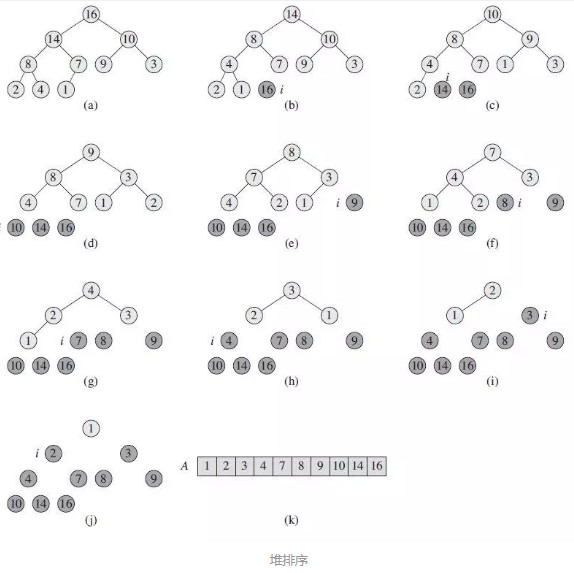 16 14 10
14 10 8 10 8 9
8 7 9 3 4 7 9 3 4 7 1 3
2 4 1 2 1 16 i i 2 14 16
(a) (b) (c)
9 8 7
8 3 7 3 4 3
4 7 1 2 4 2 1 i 9 1 2 8 i 9
i 10 14 16 10 14 16 10 14 16
(d) (e) (f)
4 3 2
2 3 2 1 1 3 i
1 i 7 8 9 i 4 7 8 9 4 7 8 9
10 14 16 10 14 16 10 14 16
(g) (h) (i)
1
i 2 3
A 1 2 3 4 7 8 9 10 14 16
4 7 8 9
10 14 16
(j) (k)
堆排序